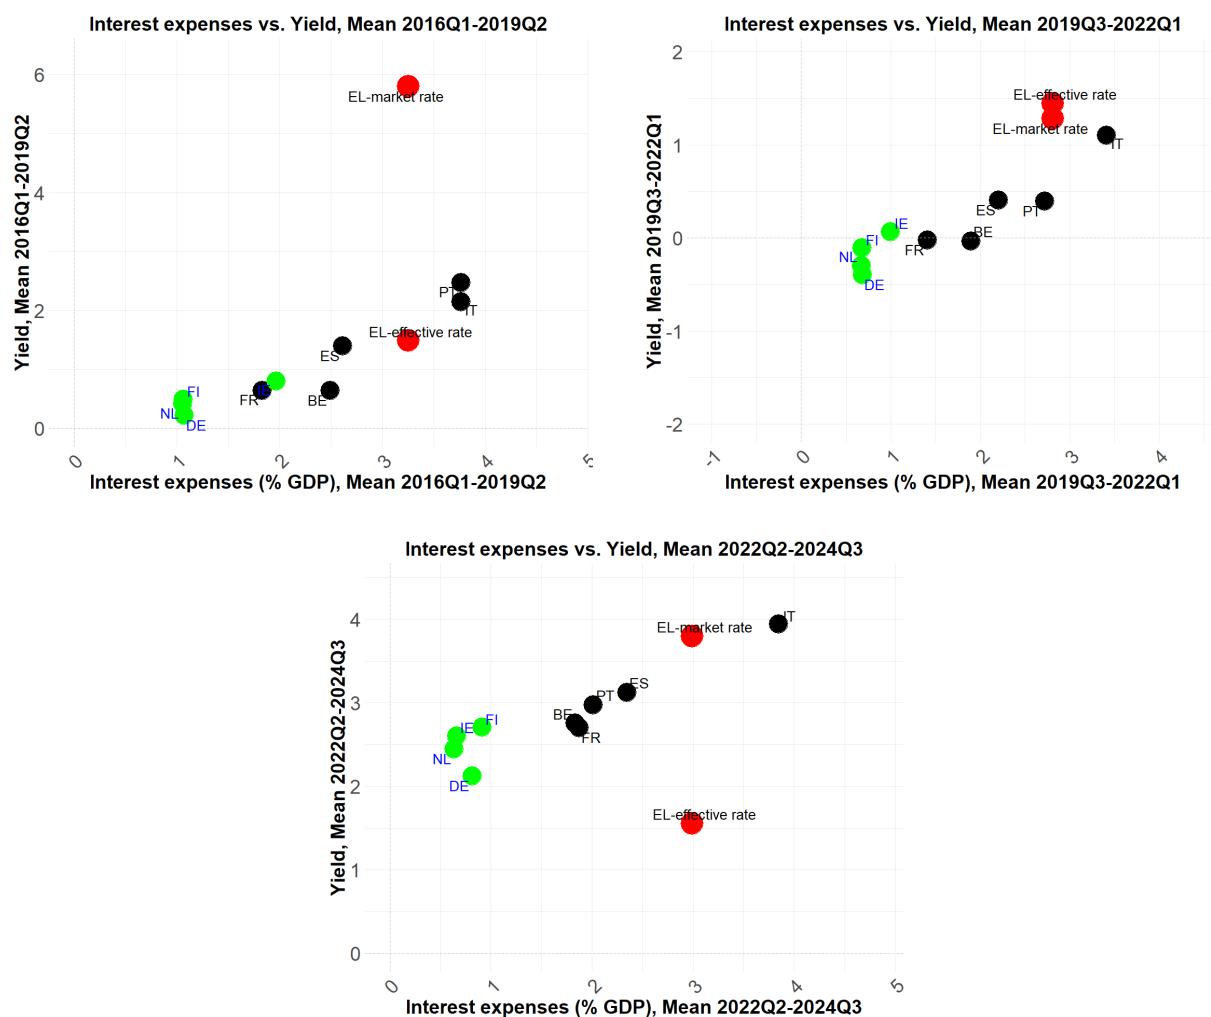 Interest expenses vs. Yield, Mean 2016Q1-2019Q2
Yield, Mean 2016Q1-2019Q2
6
4
2
0
EL-market rate
PT
IT
EL-effective rate
ES
FI
IE
FR
BE
NL
DE
0
1
2
3
4
5
Interest expenses (% GDP), Mean 2016Q1-2019Q2
Interest expenses vs. Yield, Mean 2019Q3-2022Q1
Yield, Mean 2019Q3-2022Q1
2
1
0
-1
-2
EL-effective rate
EL-market rate
IT
ES
PT
IE
BE
FI
FR
NL
DE
-1
0
1
2
3
4
Interest expenses (% GDP), Mean 2019Q3-2022Q1
Interest expenses vs. Yield, Mean 2022Q2-2024Q3
Yield, Mean 2022Q2-2024Q3
4
3
2
1
0
IT
EL-market rate
ES
PT
BE
FI
IE
FR
NL
DE
EL-effective rate
0
1
2
3
4
5
Interest expenses (% GDP), Mean 2022Q2-2024Q3